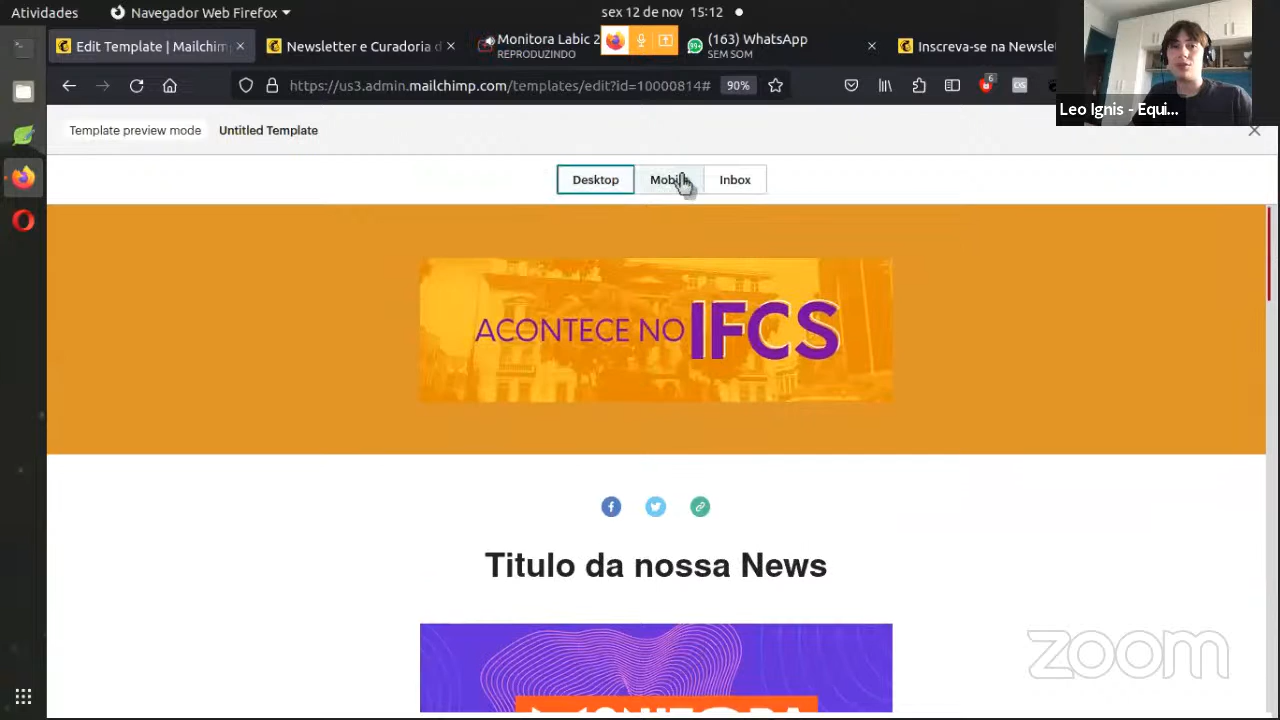 Atividades
Navegador Web Firefox
sex 12 de nov 15:12
Edit Template | Mailchim
Newsletter e Curadoria d
Monitora Labic 2
REPRODUZINDO
99+
(163) WhatsApp
SEM SOM
Inscreva-se na Newsle
https://us3.admin.mailchimp.com/templates/edit?id=10000814#
90%
6
Leo Ignis - Equi...
Template preview mode
Untitled Template
Desktop
Mobile
Inbox
ACONTECE NO IFCS
Titulo da nossa News
zoom